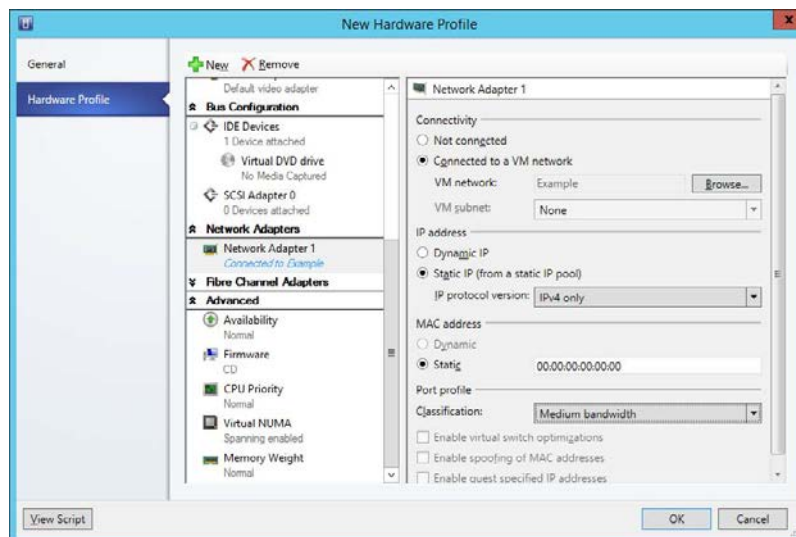 New Hardware Profile
x
General
Hardware Profile
New Remove
Default video adapter
Bus Configuration
IDE Devices
1 Device attached
Virtual DVD drive
No Media Captured
SCSI Adapter 0
0 Devices attached
Network Adapters
Network Adapter 1
Connected to Example
Fibre Channel Adapters
Advanced
Availability
Normal
Firmware
CD
CPU Priority
Normal
Virtual NUMA
Spanning enabled
Memory Weight
Normal
Network Adapter 1
Connectivity
Not connected
Connected to a VM network
VM network: Example Browse...
VM subnet: None
IP address
Dynamic IP
Static IP (from a static IP pool)
IP protocol version: IPv4 only
MAC address
Dynamic
Static 00:00:00:00:00:00
Port profile
Classification: Medium bandwidth
Enable virtual switch optimizations
Enable spoofing of MAC addresses
Enable guest specified IP addresses
View Script
OK Cancel